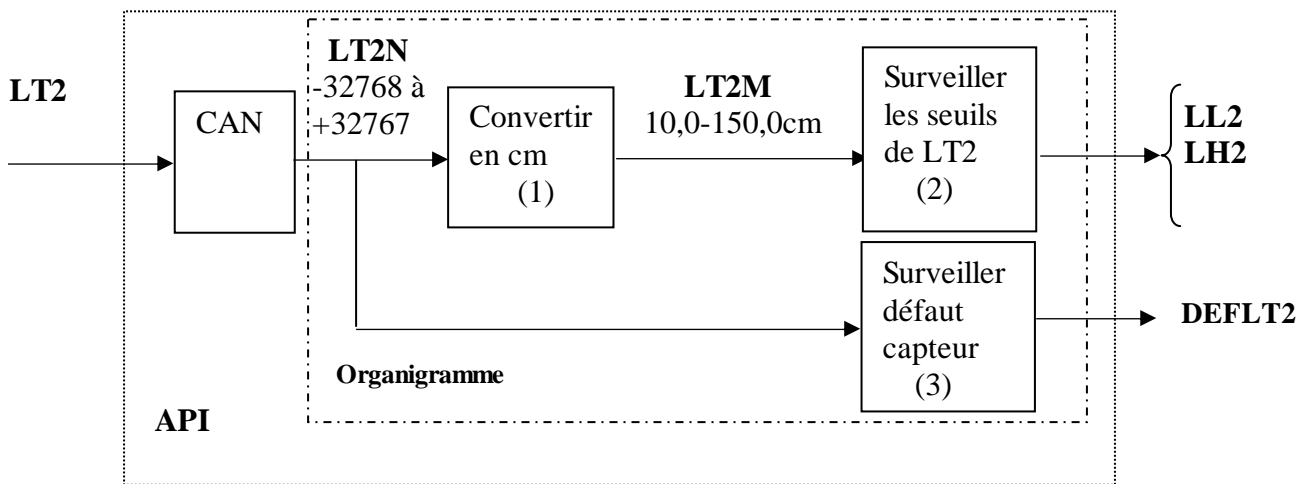 LT2
CAN
LT2N
-32768 à
+32767
Convertir
en cm
(1)
LT2M
10,0-150,0cm
Surveiller
les seuils
de LT2
(2)
LL2
LH2
Surveiller
défaut
capteur
(3)
DEFLT2
Organigramme
API